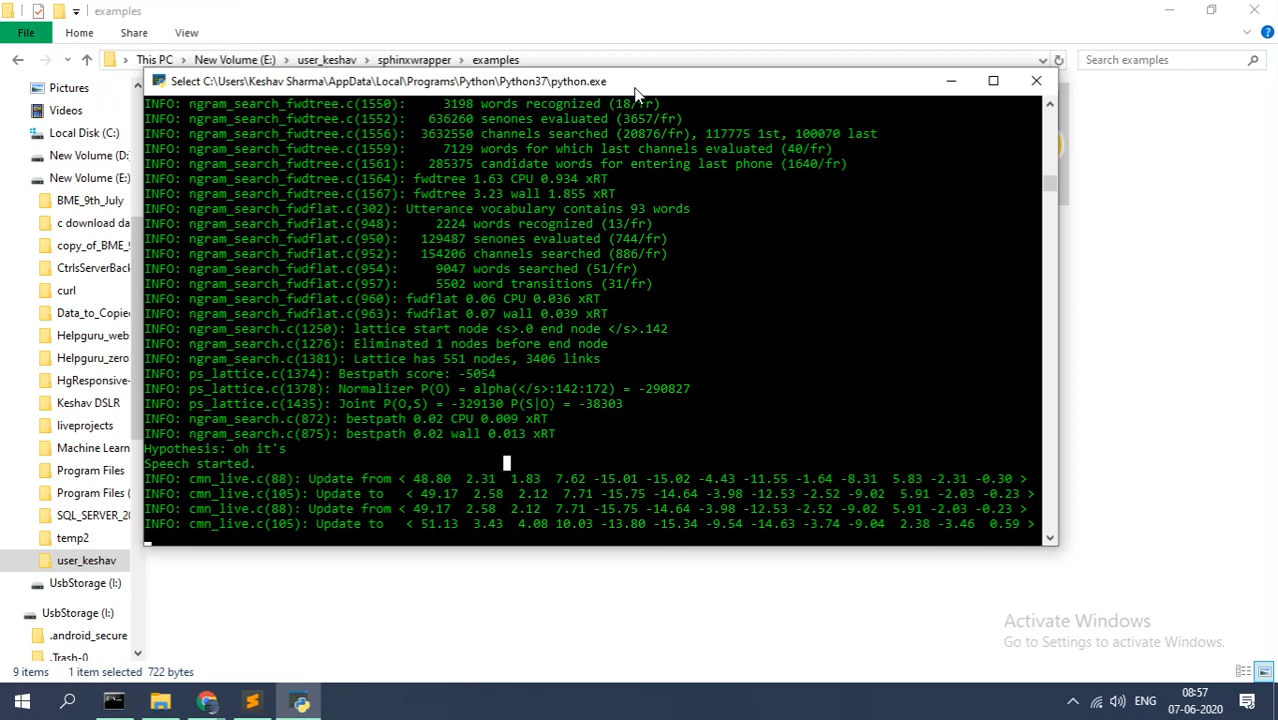 examples
File
Home
Share
View
This PC
New Volume (E:)
user_keshav
sphinxwrapper
examples
Search examples
Pictures
Videos
Local Disk (C:)
New Volume (D:
New Volume (E:)
BME_9th_July
c download da
copy_of_BME_
CtrlsServerBack
curl
Data_to_Copied
Helpguru_web
Helpguru_zero
HgResponsive-
Keshav DSLR
liveprojects
Machine Learn
Program Files
Program Files (
SQL_SERVER_20
temp2
user_keshav
UsbStorage (I:)
UsbStorage (I:)
.android_secure
.Trash-0
Select C:\Users\Keshav Sharma\AppData\Local\Programs\Python\Python37\python.exe
INFO: ngram_search_fwdtree.c(1550): 3198 words recognized (18/fr)
INFO: ngram_search_fwdtree.c(1552): 636260 senones evaluated (3657/fr)
INFO: ngram_search_fwdtree.c(1556): 3632550 channels searched (20876/fr), 117775 1st, 100070 last
INFO: ngram_search_fwdtree.c(1559): 7129 words for which last channels evaluated (40/fr)
INFO: ngram_search_fwdtree.c(1561): 285375 candidate words for entering last phone (1640/fr)
INFO: ngram_search_fwdtree.c(1564): fwdtree 1.63 CPU 0.934 xRT
INFO: ngram_search_fwdtree.c(1567): fwdtree 3.23 wall 1.855 xRT
INFO: ngram_search_fwdflat.c(302): Utterance vocabulary contains 93 words
INFO: ngram_search_fwdflat.c(948): 2224 words recognized (13/fr)
INFO: ngram_search_fwdflat.c(950): 129487 senones evaluated (744/fr)
INFO: ngram_search_fwdflat.c(952): 154206 channels searched (886/fr)
INFO: ngram_search_fwdflat.c(954): 9047 words searched (51/fr)
INFO: ngram_search_fwdflat.c(957): 5502 word transitions (31/fr)
INFO: ngram_search_fwdflat.c(960): fwdflat 0.06 CPU 0.036 xRT
INFO: ngram_search_fwdflat.c(963): fwdflat 0.07 wall 0.039 xRT
INFO: ngram_search.c(1250): lattice start node <s>.0 end node </s>.142
INFO: ngram_search.c(1276): Eliminated 1 nodes before end node
INFO: ngram_search.c(1381): Lattice has 551 nodes, 3406 links
INFO: ps_lattice.c(1374): Bestpath score: -5054
INFO: ps_lattice.c(1378): Normalizer P(O) = alpha(</s>:142:172) = -290827
INFO: ps_lattice.c(1435): Joint P(O,S) = -329130 P(S|O) = -38303
INFO: ngram_search.c(872): bestpath 0.02 CPU 0.009 xRT
INFO: ngram_search.c(875): bestpath 0.02 wall 0.013 xRT
Hypothesis: oh it's
Speech started.
INFO: cmn_live.c(88): Update from < 48.80 2.31 1.83 7.62 -15.01 -15.02 -4.43 -11.55 -1.64 -8.31 5.83 -2.31 -0.30 >
INFO: cmn_live.c(105): Update to < 49.17 2.58 2.12 7.71 -15.75 -14.64 -3.98 -12.53 -2.52 -9.02 5.91 -2.03 -0.23 >
INFO: cmn_live.c(88): Update from < 49.17 2.58 2.12 7.71 -15.75 -14.64 -3.98 -12.53 -2.52 -9.02 5.91 -2.03 -0.23 >
INFO: cmn_live.c(105): Update to < 51.13 3.43 4.08 10.03 -13.80 -15.34 -9.54 -14.63 -3.74 -9.04 2.38 -3.46 0.59 >
Activate Windows
Go to Settings to activate Windows.
9 items
1 item selected 722 bytes
ENG
08:57
07-06-2020